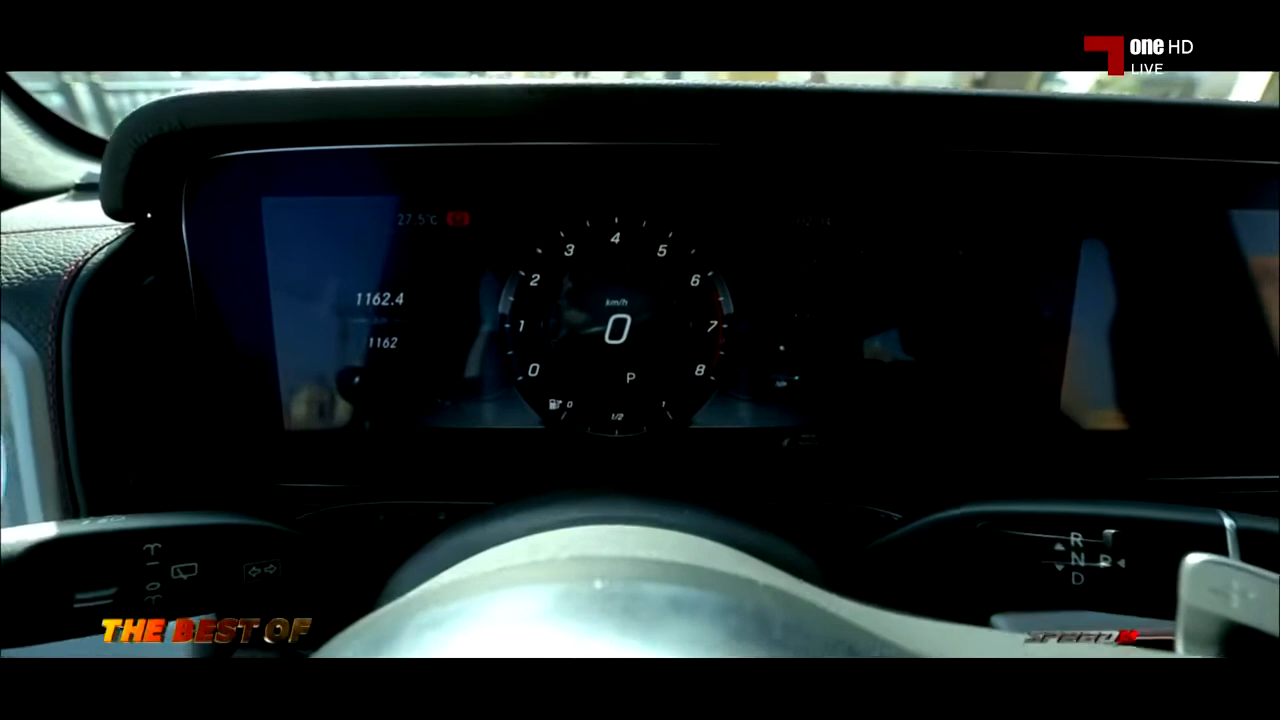 one HD
LIVE
27.5°C
4
3
5
2
6
1162.4
km/h
1
0
7
1162
0
P
8
0
1/2
1
R
N
P
D
THE BEST OF
SPEED